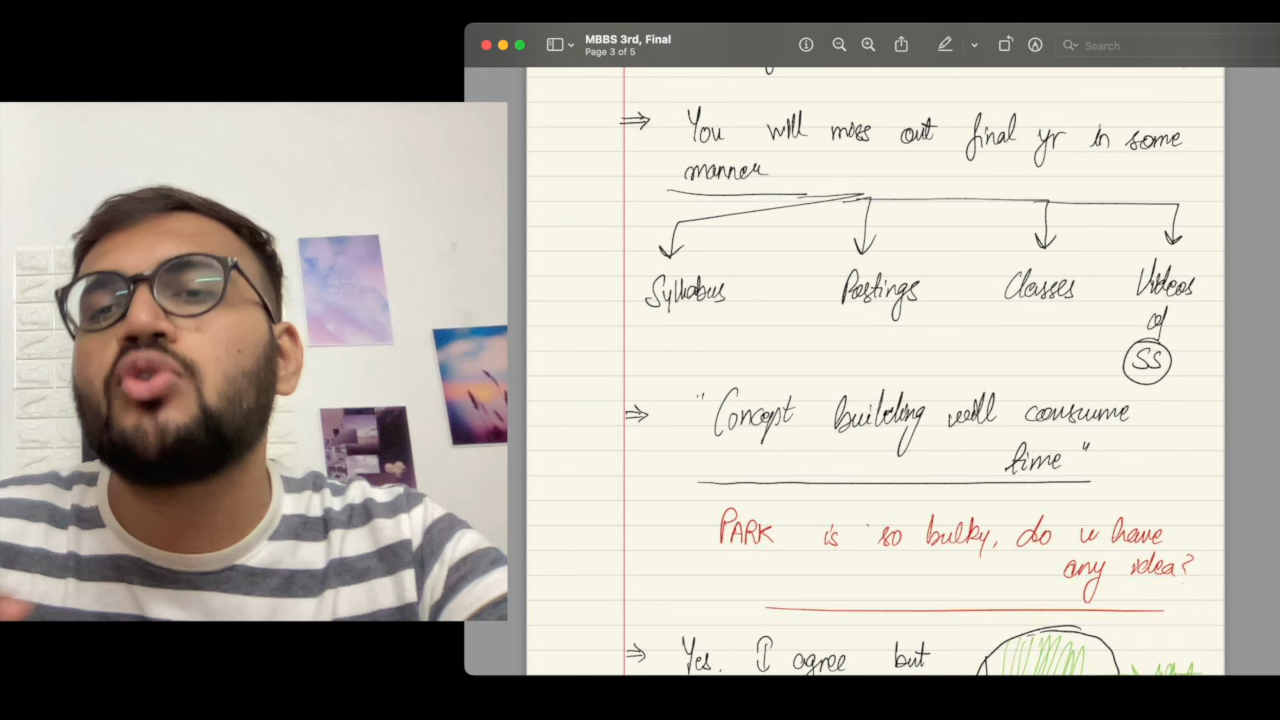 MBBS 3rd, Final
Page 3 of 5
Search
⇒ You will miss out final yr in some
manner
Syllabus Postings Classes Videos
of
SS
⇒ "Concept building will consume
time"
PARK is so bulky, do u have
any idea?
⇒ Yes. I agree but